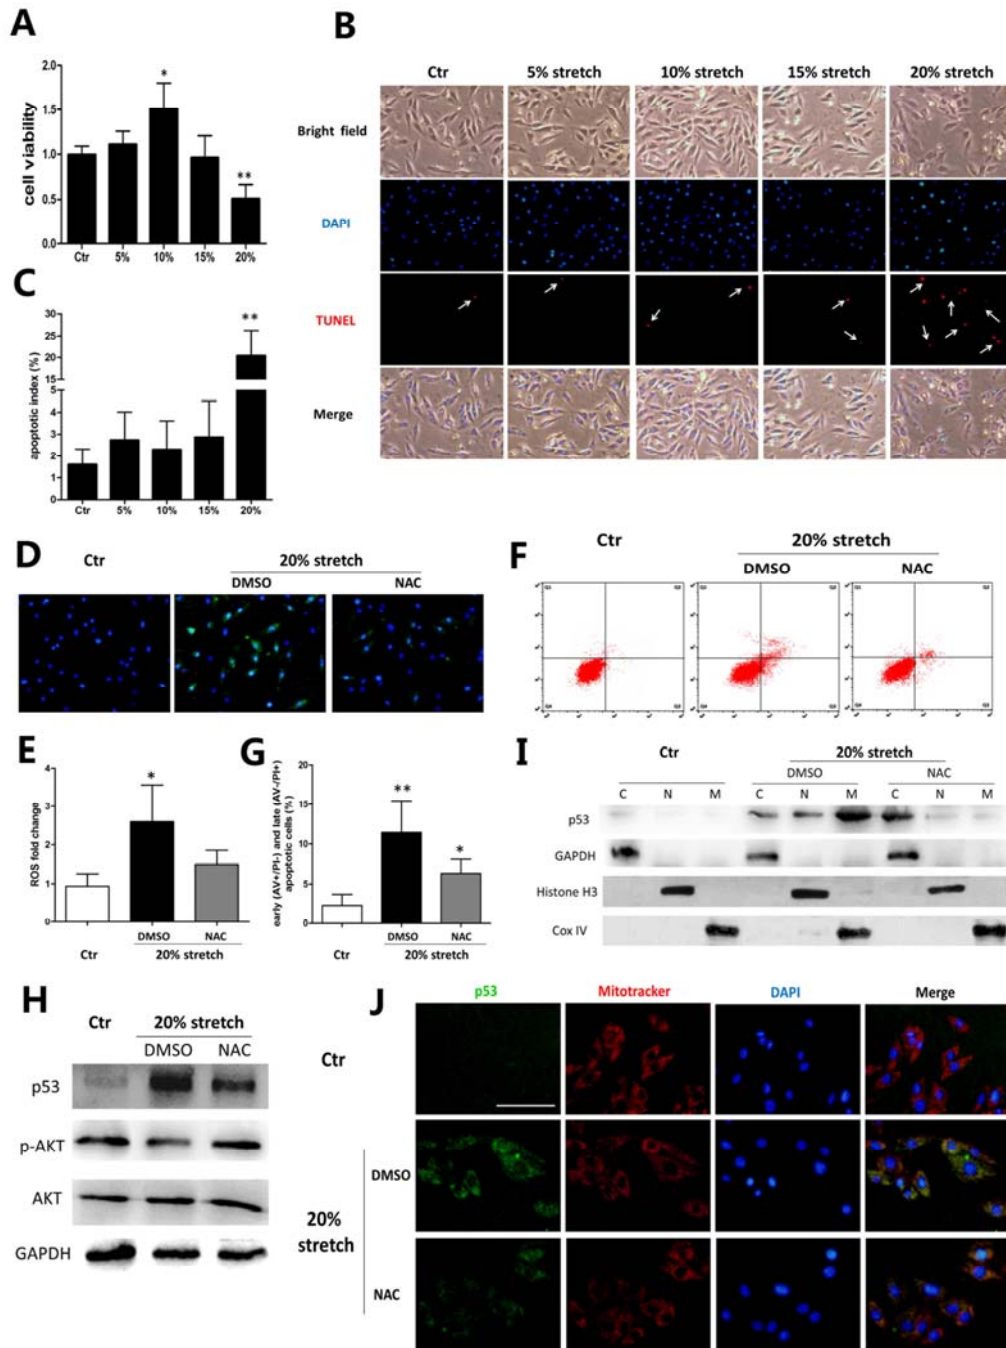 A
cell viability
2.0
1.5
1.0
0.5
0.0
*
**
Ctr 5% 10% 15% 20%
B
Ctr 5% stretch 10% stretch 15% stretch 20% stretch
Bright field
DAPI
TUNEL
Merge
C
apoptotic index (%)
30
25
20
15
5
4
3
2
1
0
**
Ctr 5% 10% 15% 20%
D
Ctr
20% stretch
DMSO NAC
E
ROS fold change
4
2
1
0
*
DMSO NAC
Ctr 20% stretch
F
Ctr
20% stretch
DMSO NAC
G
early (AV+/PI-) and late (AV-/PI+)
apoptotic cells (%)
20
15
10
5
0
**
*
DMSO NAC
Ctr 20% stretch
I
Ctr 20% stretch
DMSO NAC
C N M C N M C N M
p53
GAPDH
Histone H3
Cox IV
H
Ctr 20% stretch
DMSO NAC
p53
p-AKT
AKT
GAPDH
J
p53 Mitotracker DAPI Merge
Ctr
DMSO
20%
stretch
NAC